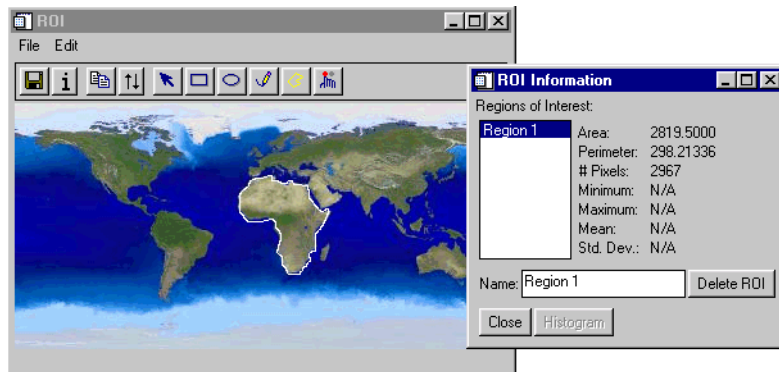 ROI
File Edit
ROI Information
Regions of Interest:
Region 1
Area: 2819.5000
Perimeter: 298.21336
# Pixels: 2967
Minimum: N/A
Maximum: N/A
Mean: N/A
Std. Dev.: N/A
Name: Region 1 Delete ROI
Close Histogram